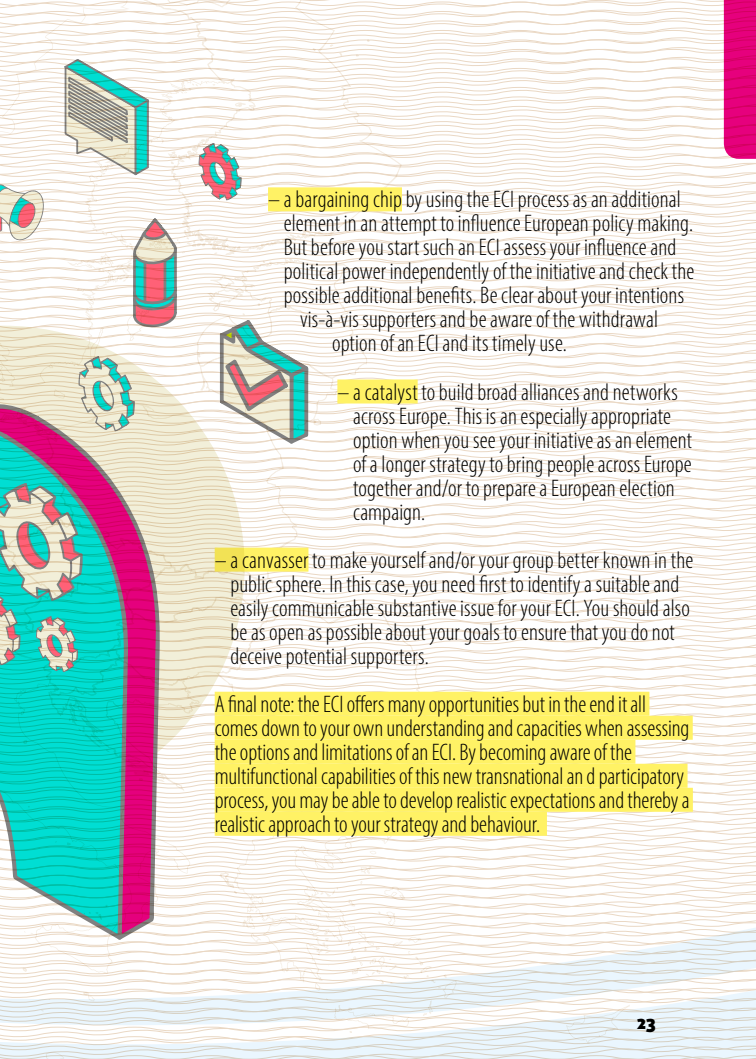 – a bargaining chip by using the ECI process as an additional
element in an attempt to influence European policy making.
But before you start such an ECI assess your influence and
political power independently of the initiative and check the
possible additional benefits. Be clear about your intentions
vis-à-vis supporters and be aware of the withdrawal
option of an ECI and its timely use.
– a catalyst to build broad alliances and networks
across Europe. This is an especially appropriate
option when you see your initiative as an element
of a longer strategy to bring people across Europe
together and/or to prepare a European election
campaign.
– a canvasser to make yourself and/or your group better known in the
public sphere. In this case, you need first to identify a suitable and
easily communicable substantive issue for your ECI. You should also
be as open as possible about your goals to ensure that you do not
deceive potential supporters.
A final note: the ECI offers many opportunities but in the end it all
comes down to your own understanding and capacities when assessing
the options and limitations of an ECI. By becoming aware of the
multifunctional capabilities of this new transnational an d participatory
process, you may be able to develop realistic expectations and thereby a
realistic approach to your strategy and behaviour.
23